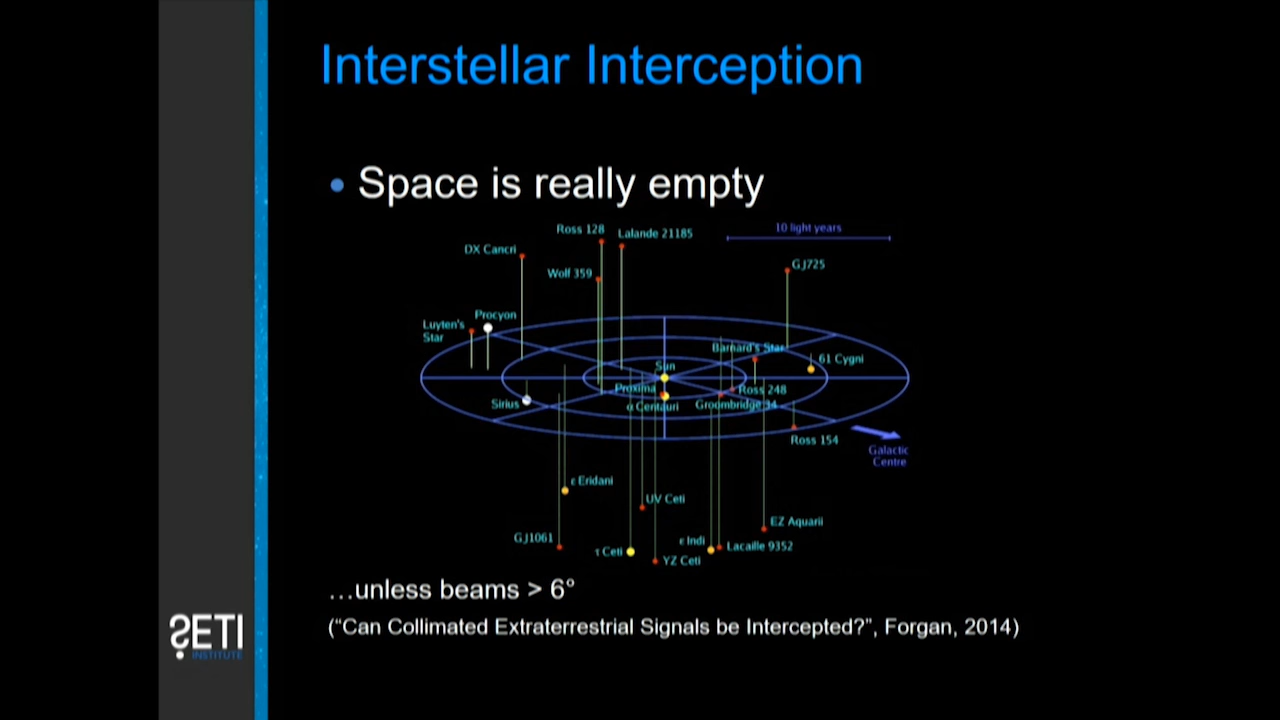 Interstellar Interception
• Space is really empty
Ross 128
Lalande 21185
10 light years
DX Cancri
Wolf 359
GJ725
Procyon
Luyten's
Star
Barnard's Star
61 Cygni
Sun
Proxima
Ross 248
Sirius
α Centauri
Groombridge 34
Ross 154
Galactic
Centre
ε Eridani
UV Ceti
EZ Aquarii
GJ1061
τ Ceti
ε Indi
Lacaille 9352
YZ Ceti
…unless beams > 6°
("Can Collimated Extraterrestrial Signals be Intercepted?", Forgan, 2014)
SETI
INSTITUTE